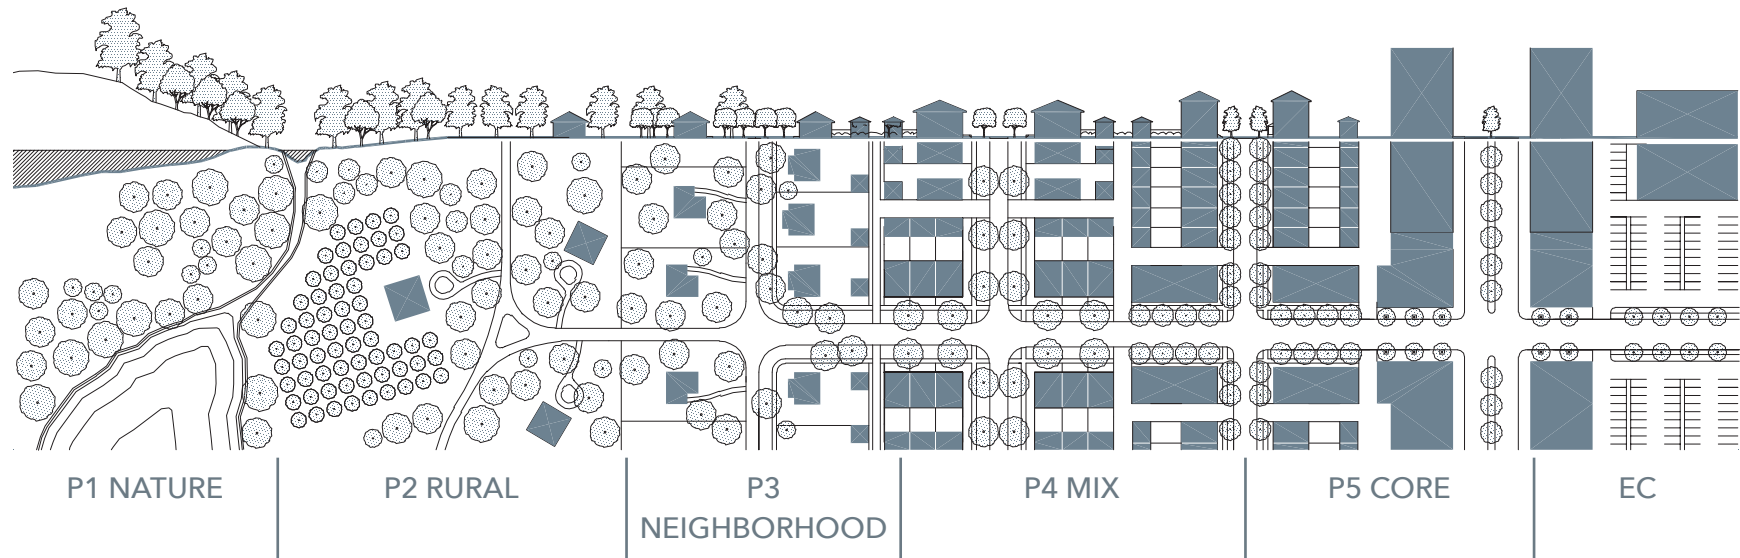 P1 NATURE
P2 RURAL
P3
NEIGHBORHOOD
P4 MIX
P5 CORE
EC